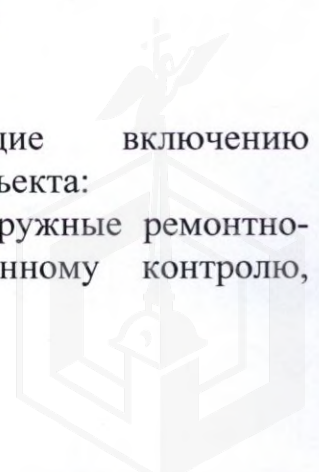 щие включению
ъекта:
ружные ремонтно-
нному контролю,